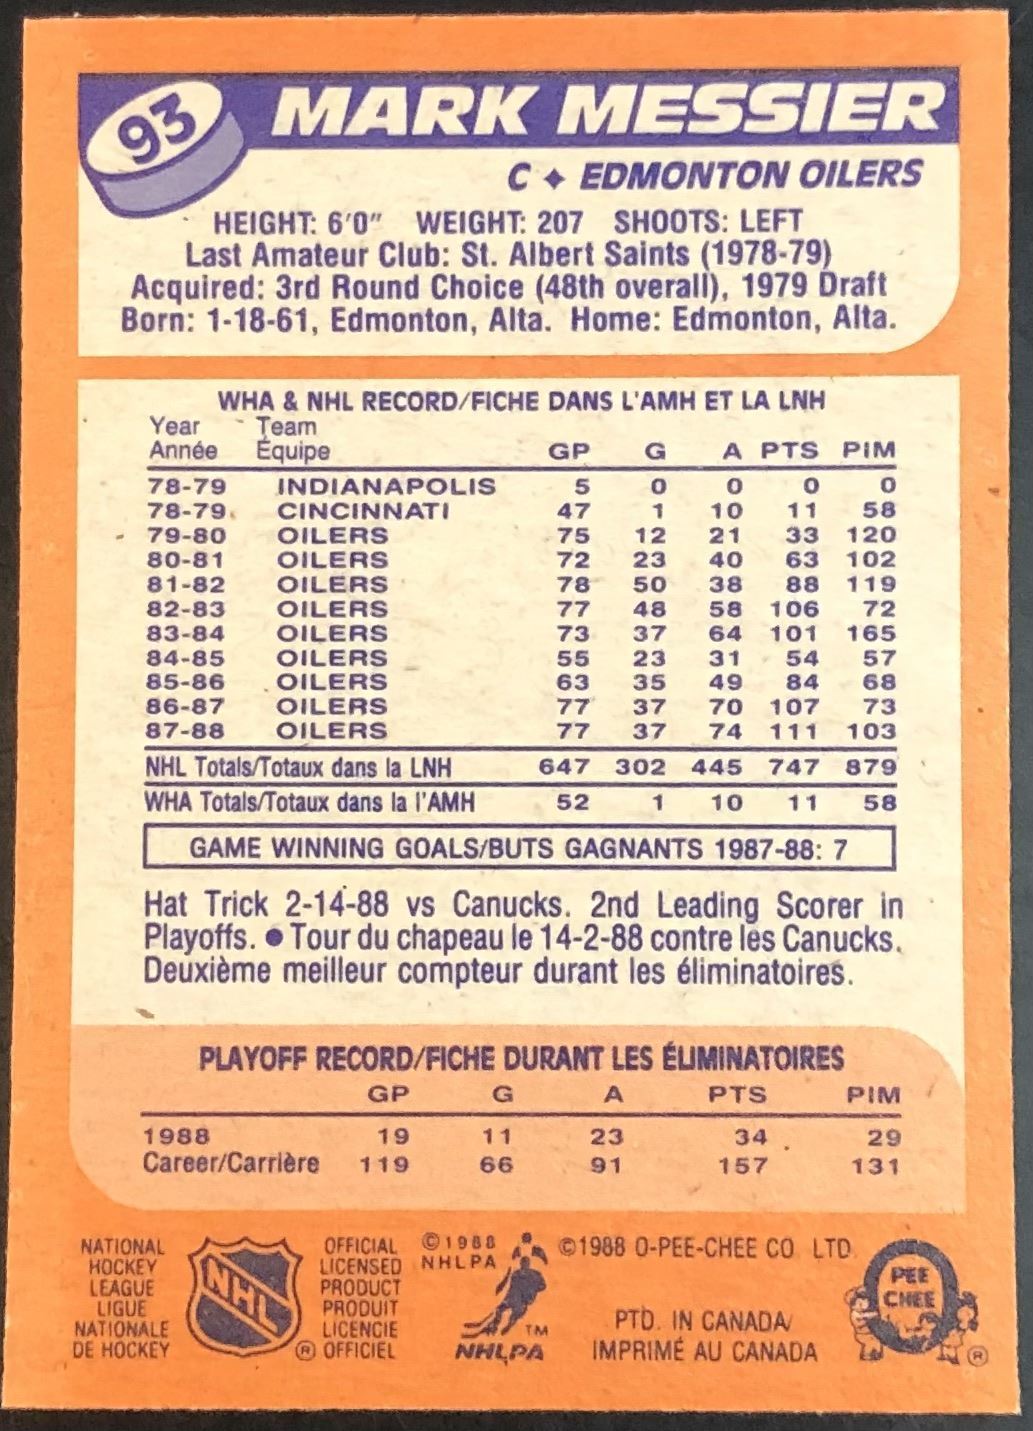 93
MARK MESSIER
C ✦ EDMONTON OILERS
HEIGHT: 6'0" WEIGHT: 207 SHOOTS: LEFT
Last Amateur Club: St. Albert Saints (1978-79)
Acquired: 3rd Round Choice (48th overall), 1979 Draft
Born: 1-18-61, Edmonton, Alta. Home: Edmonton, Alta.
WHA & NHL RECORD/FICHE DANS L'AMH ET LA LNH
Year Team
Année Équipe GP G A PTS PIM
78-79 INDIANAPOLIS 5 0 0 0 0
78-79 CINCINNATI 47 1 10 11 58
79-80 OILERS 75 12 21 33 120
80-81 OILERS 72 23 40 63 102
81-82 OILERS 78 50 38 88 119
82-83 OILERS 77 48 58 106 72
83-84 OILERS 73 37 64 101 165
84-85 OILERS 55 23 31 54 57
85-86 OILERS 63 35 49 84 68
86-87 OILERS 77 37 70 107 73
87-88 OILERS 77 37 74 111 103
NHL Totals/Totaux dans la LNH 647 302 445 747 879
WHA Totals/Totaux dans la l'AMH 52 1 10 11 58
GAME WINNING GOALS/BUTS GAGNANTS 1987-88: 7
Hat Trick 2-14-88 vs Canucks. 2nd Leading Scorer in
Playoffs. ● Tour du chapeau le 14-2-88 contre les Canucks.
Deuxième meilleur compteur durant les éliminatoires.
PLAYOFF RECORD/FICHE DURANT LES ÉLIMINATOIRES
GP G A PTS PIM
1988 19 11 23 34 29
Career/Carrière 119 66 91 157 131
NATIONAL
HOCKEY
LEAGUE
LIGUE
NATIONALE
DE HOCKEY
NHL
OFFICIAL
LICENSED
PRODUCT
PRODUIT
LICENCIE
® OFFICIEL
©1988
NHLPA
TM
NHLPA
©1988 O-PEE-CHEE CO. LTD.
PTD. IN CANADA/
IMPRIMÉ AU CANADA
PEE
CHEE
®